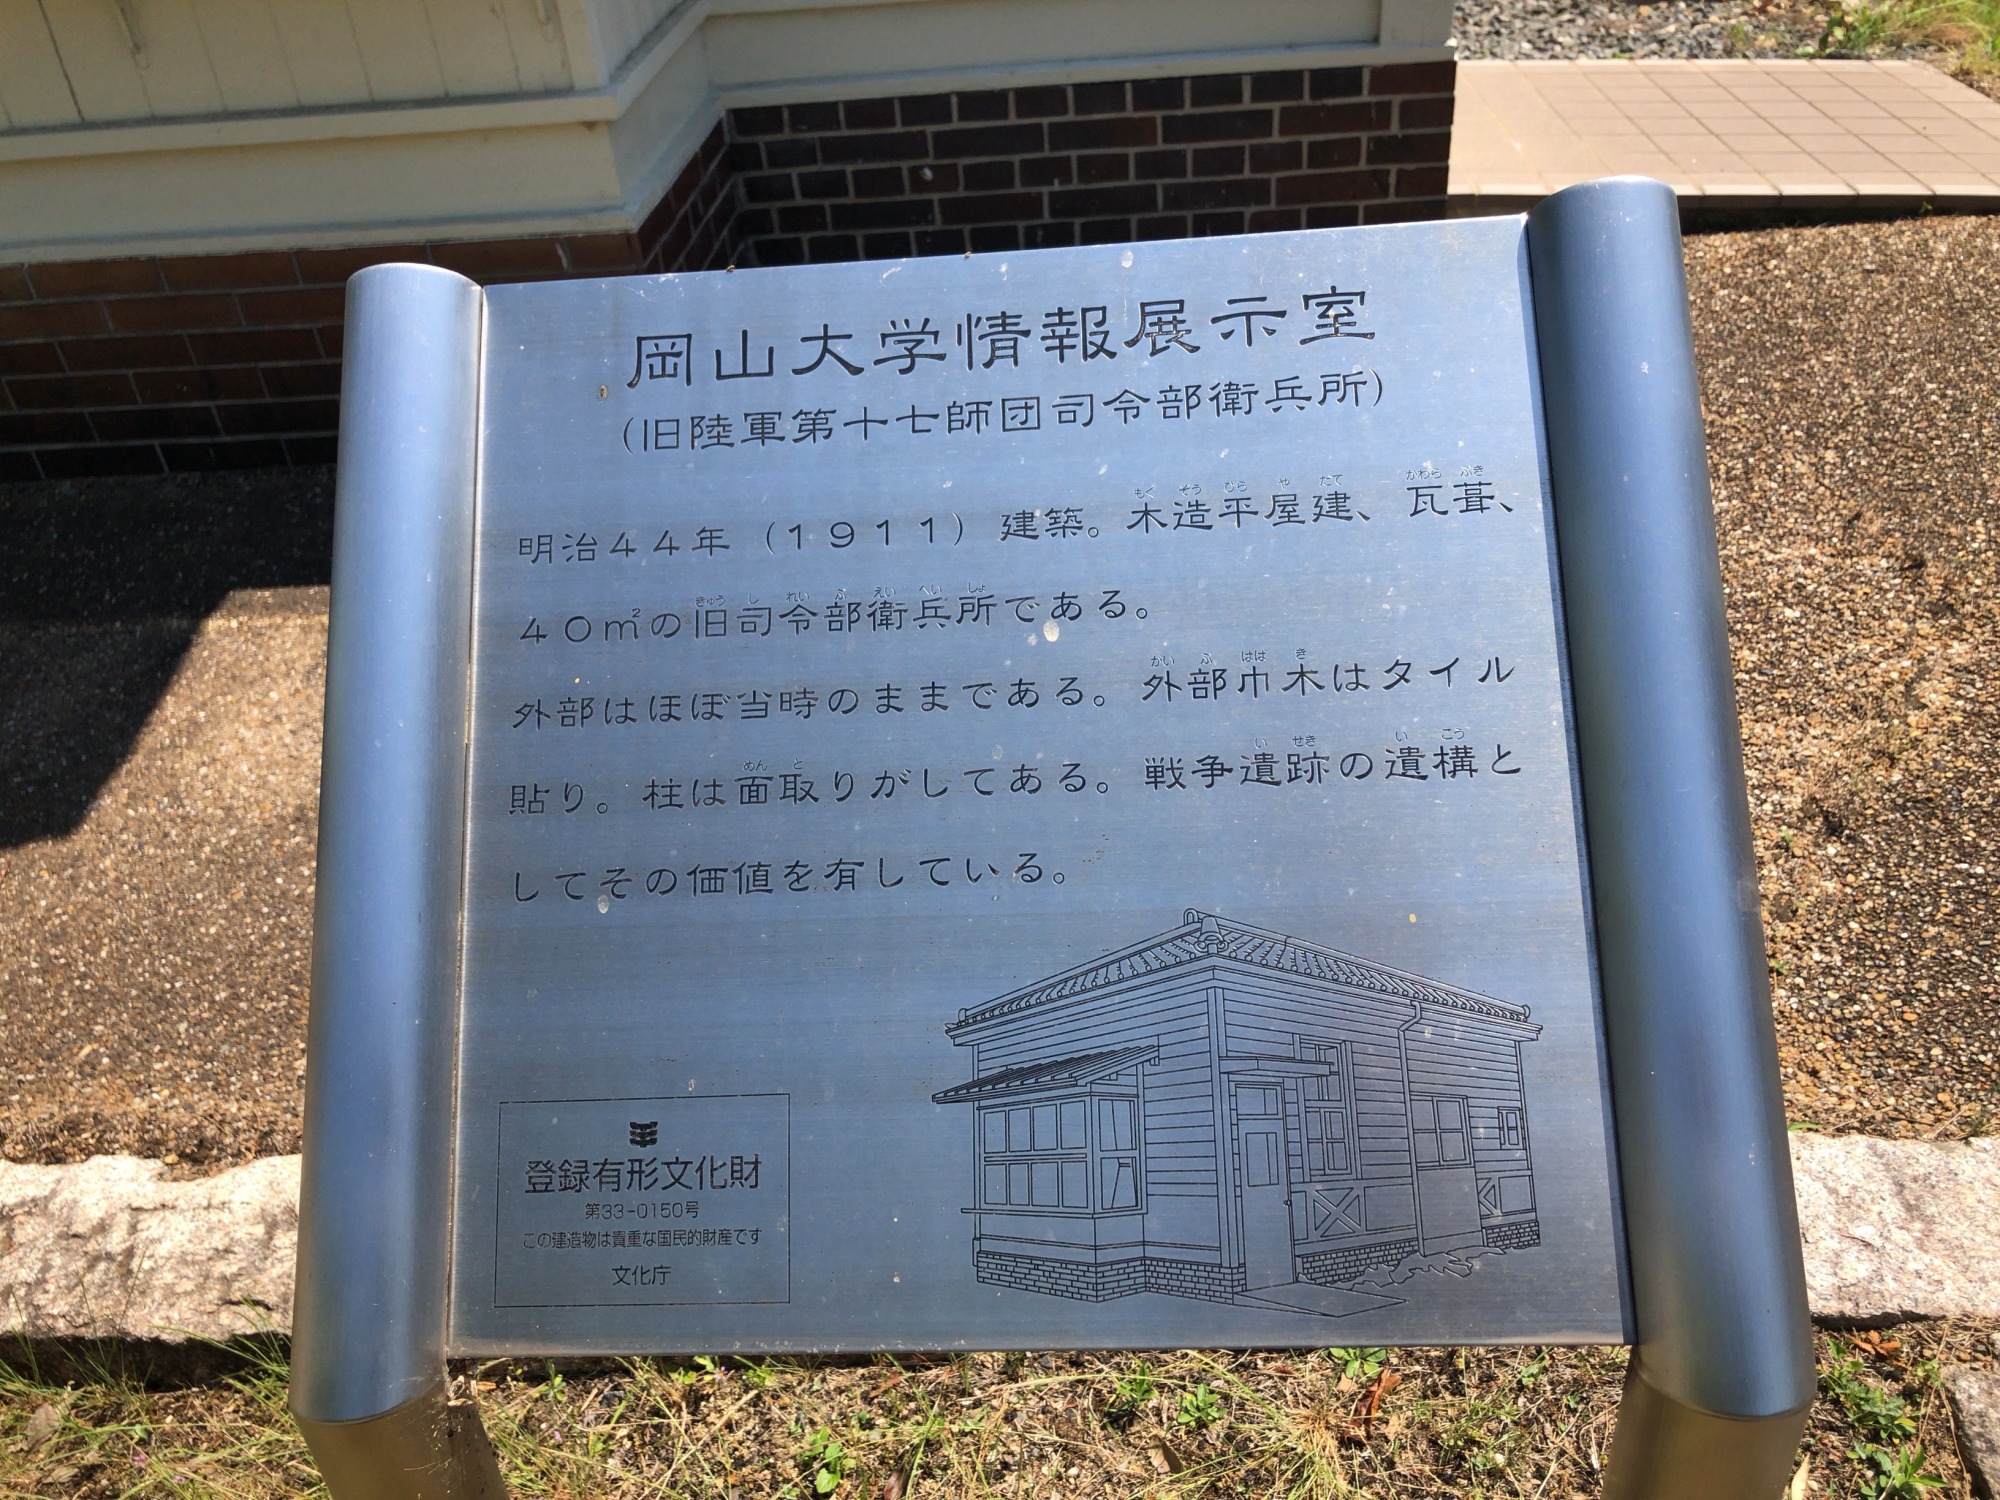 岡山大学情報展示室
(旧陸軍第十七師団司令部衛兵所)
もく そう ひら や たて かわら ぶき
明治44年(1911)建築。木造平屋建、瓦葺、
きゅう し れい ぶ えい へい しょ
40㎡の旧司令部衛兵所である。
がい ぶ はば き
外部はほぼ当時のままである。外部巾木はタイル
めん と い せき い こう
貼り。柱は面取りがしてある。戦争遺跡の遺構と
してその価値を有している。
登録有形文化財
第33-0150号
この建造物は貴重な国民的財産です
文化庁